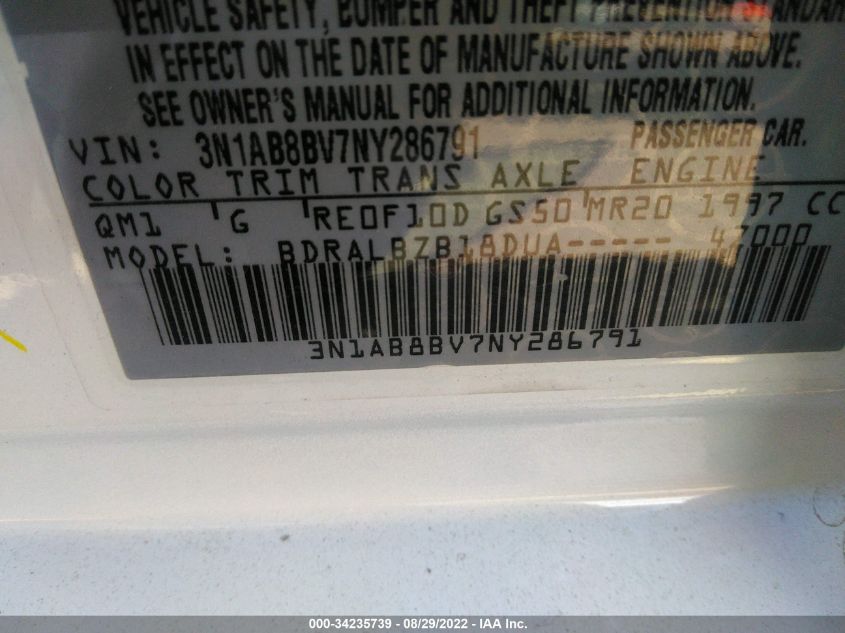 VEHICLE SAFETY, BUMPER AND THEFT PREVENTION STANDAR
IN EFFECT ON THE DATE OF MANUFACTURE SHOWN ABOVE.
SEE OWNER'S MANUAL FOR ADDITIONAL INFORMATION.
VIN: 3N1AB8BV7NY286791 PASSENGER CAR.
COLOR TRIM TRANS AXLE ENGINE
QM1 'G 'RE0F10D GS50'MR20 1997 CC
MODEL: BDRALBZB18DUA----- 47000
3N1AB8BV7NY286791
000-34235739 - 08/29/2022 - IAA Inc.